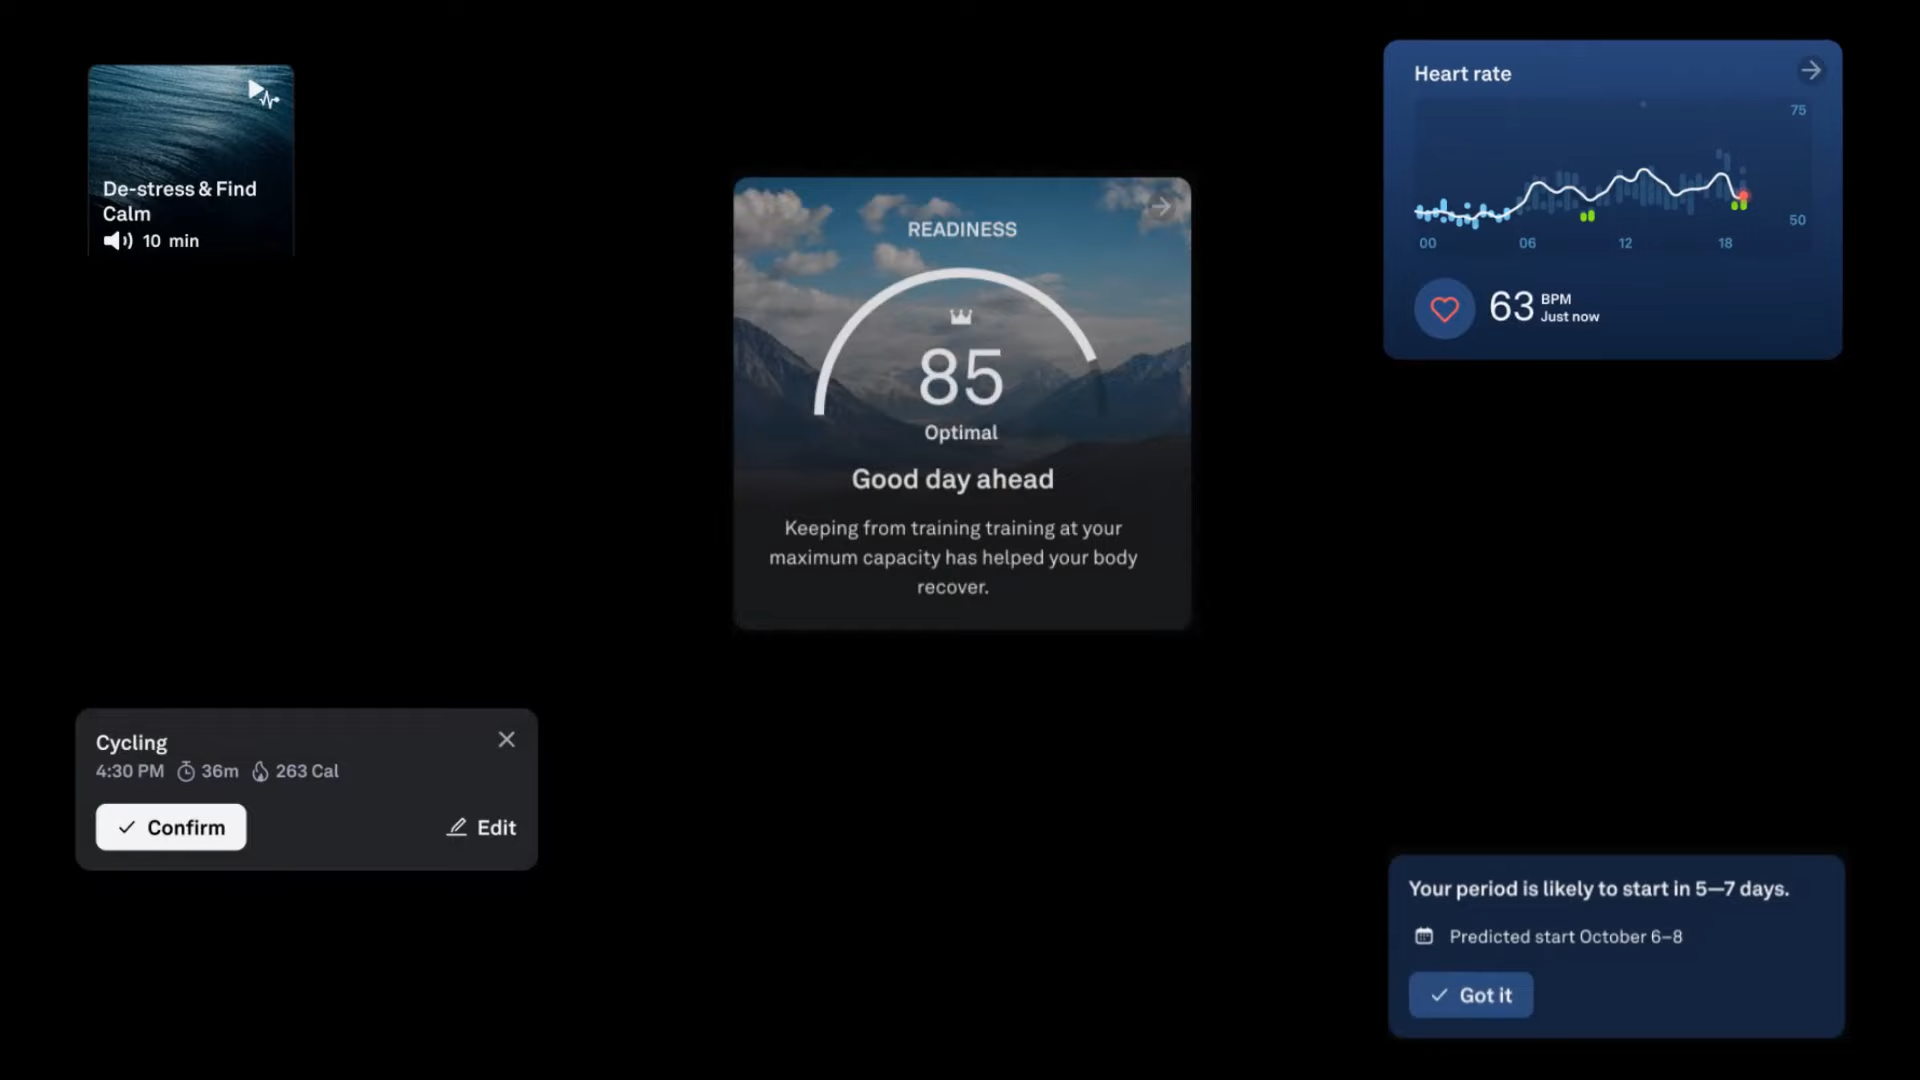 De-stress & Find
Calm
10 min
READINESS
85
Optimal
Good day ahead
Keeping from training training at your
maximum capacity has helped your body
recover.
Heart rate
75
50
00 06 12 18
63 BPM
Just now
Cycling
4:30 PM 36m 263 Cal
Confirm
Edit
Your period is likely to start in 5—7 days.
Predicted start October 6–8
Got it